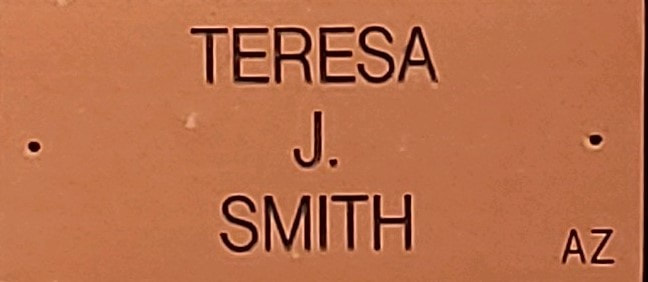 TERESA
J.
SMITH
AZ